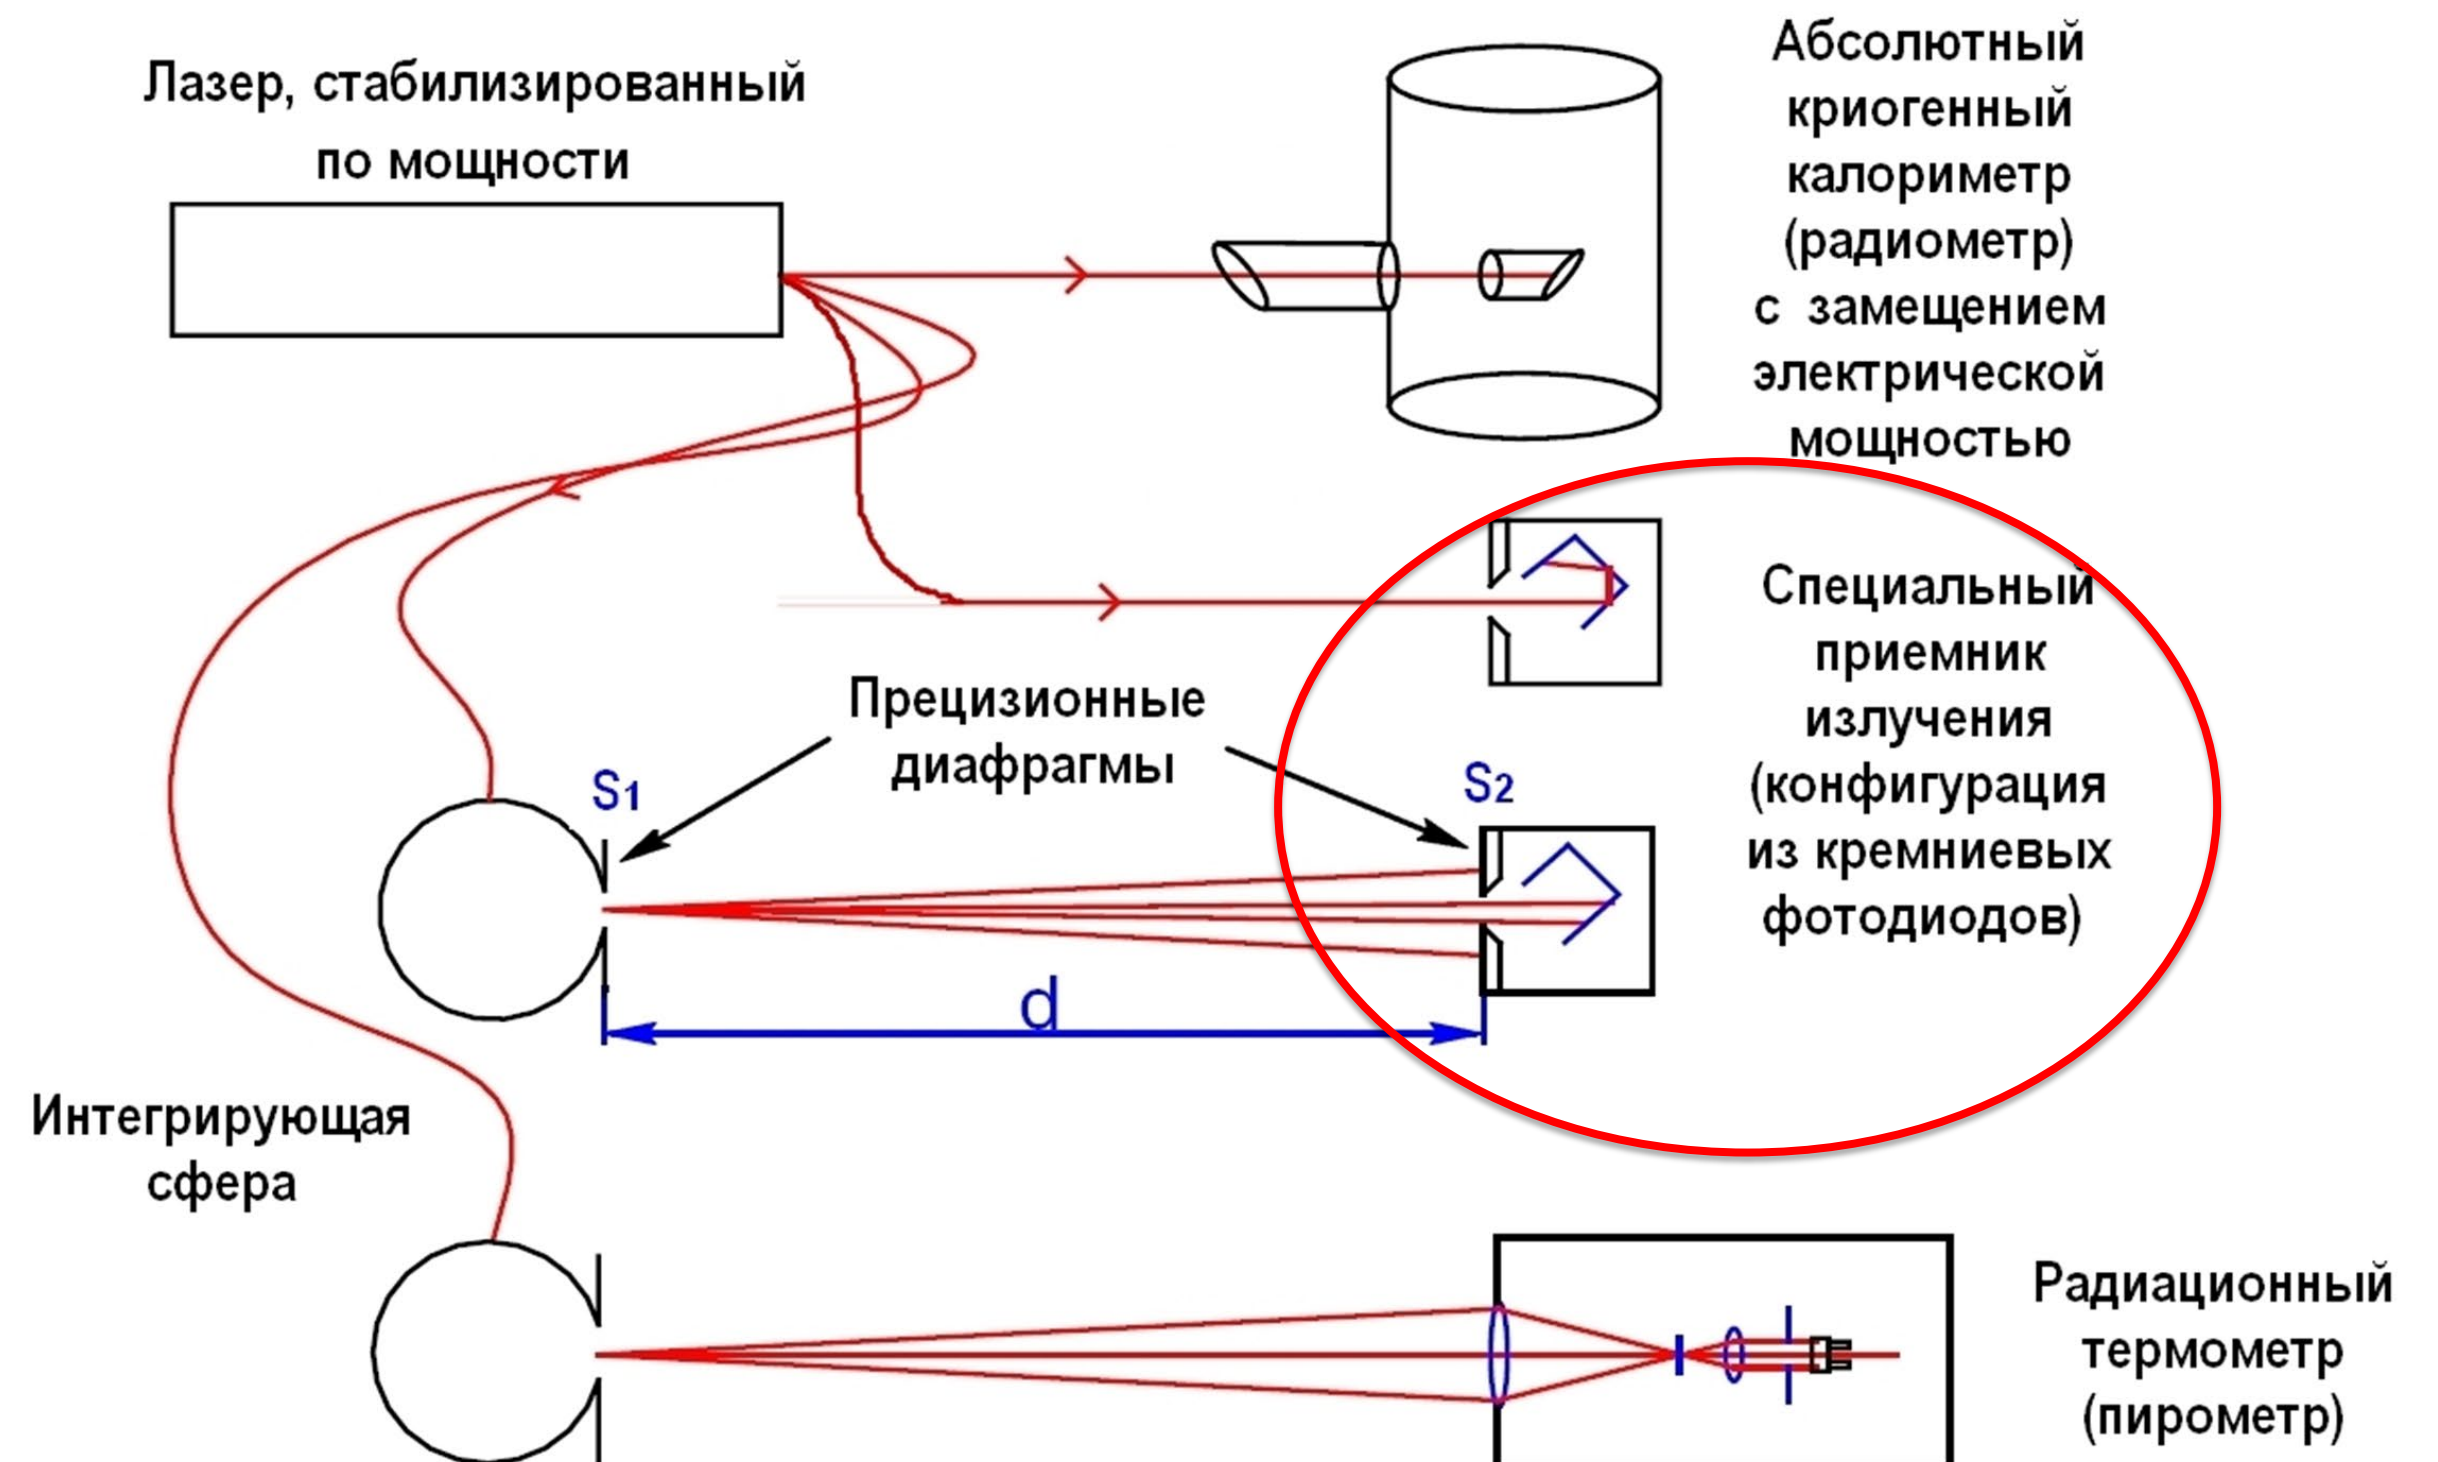 Лазер, стабилизированный
по мощности
Абсолютный
криогенный
калориметр
(радиометр)
с замещением
электрической
мощностью
Специальный
приемник
излучения
(конфигурация
из кремниевых
фотодиодов)
Прецизионные
диафрагмы
S1
S2
d
Интегрирующая
сфера
Радиационный
термометр
(пирометр)